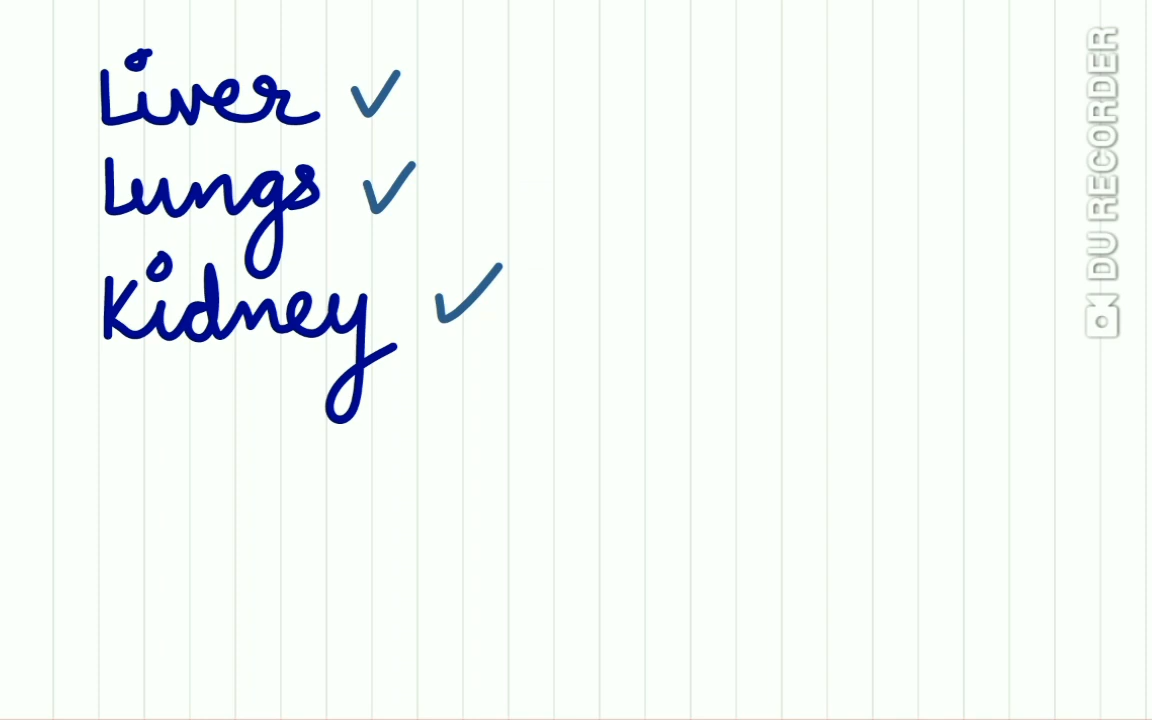 Liver ✓
Lungs ✓
Kidney ✓
DU RECORDER